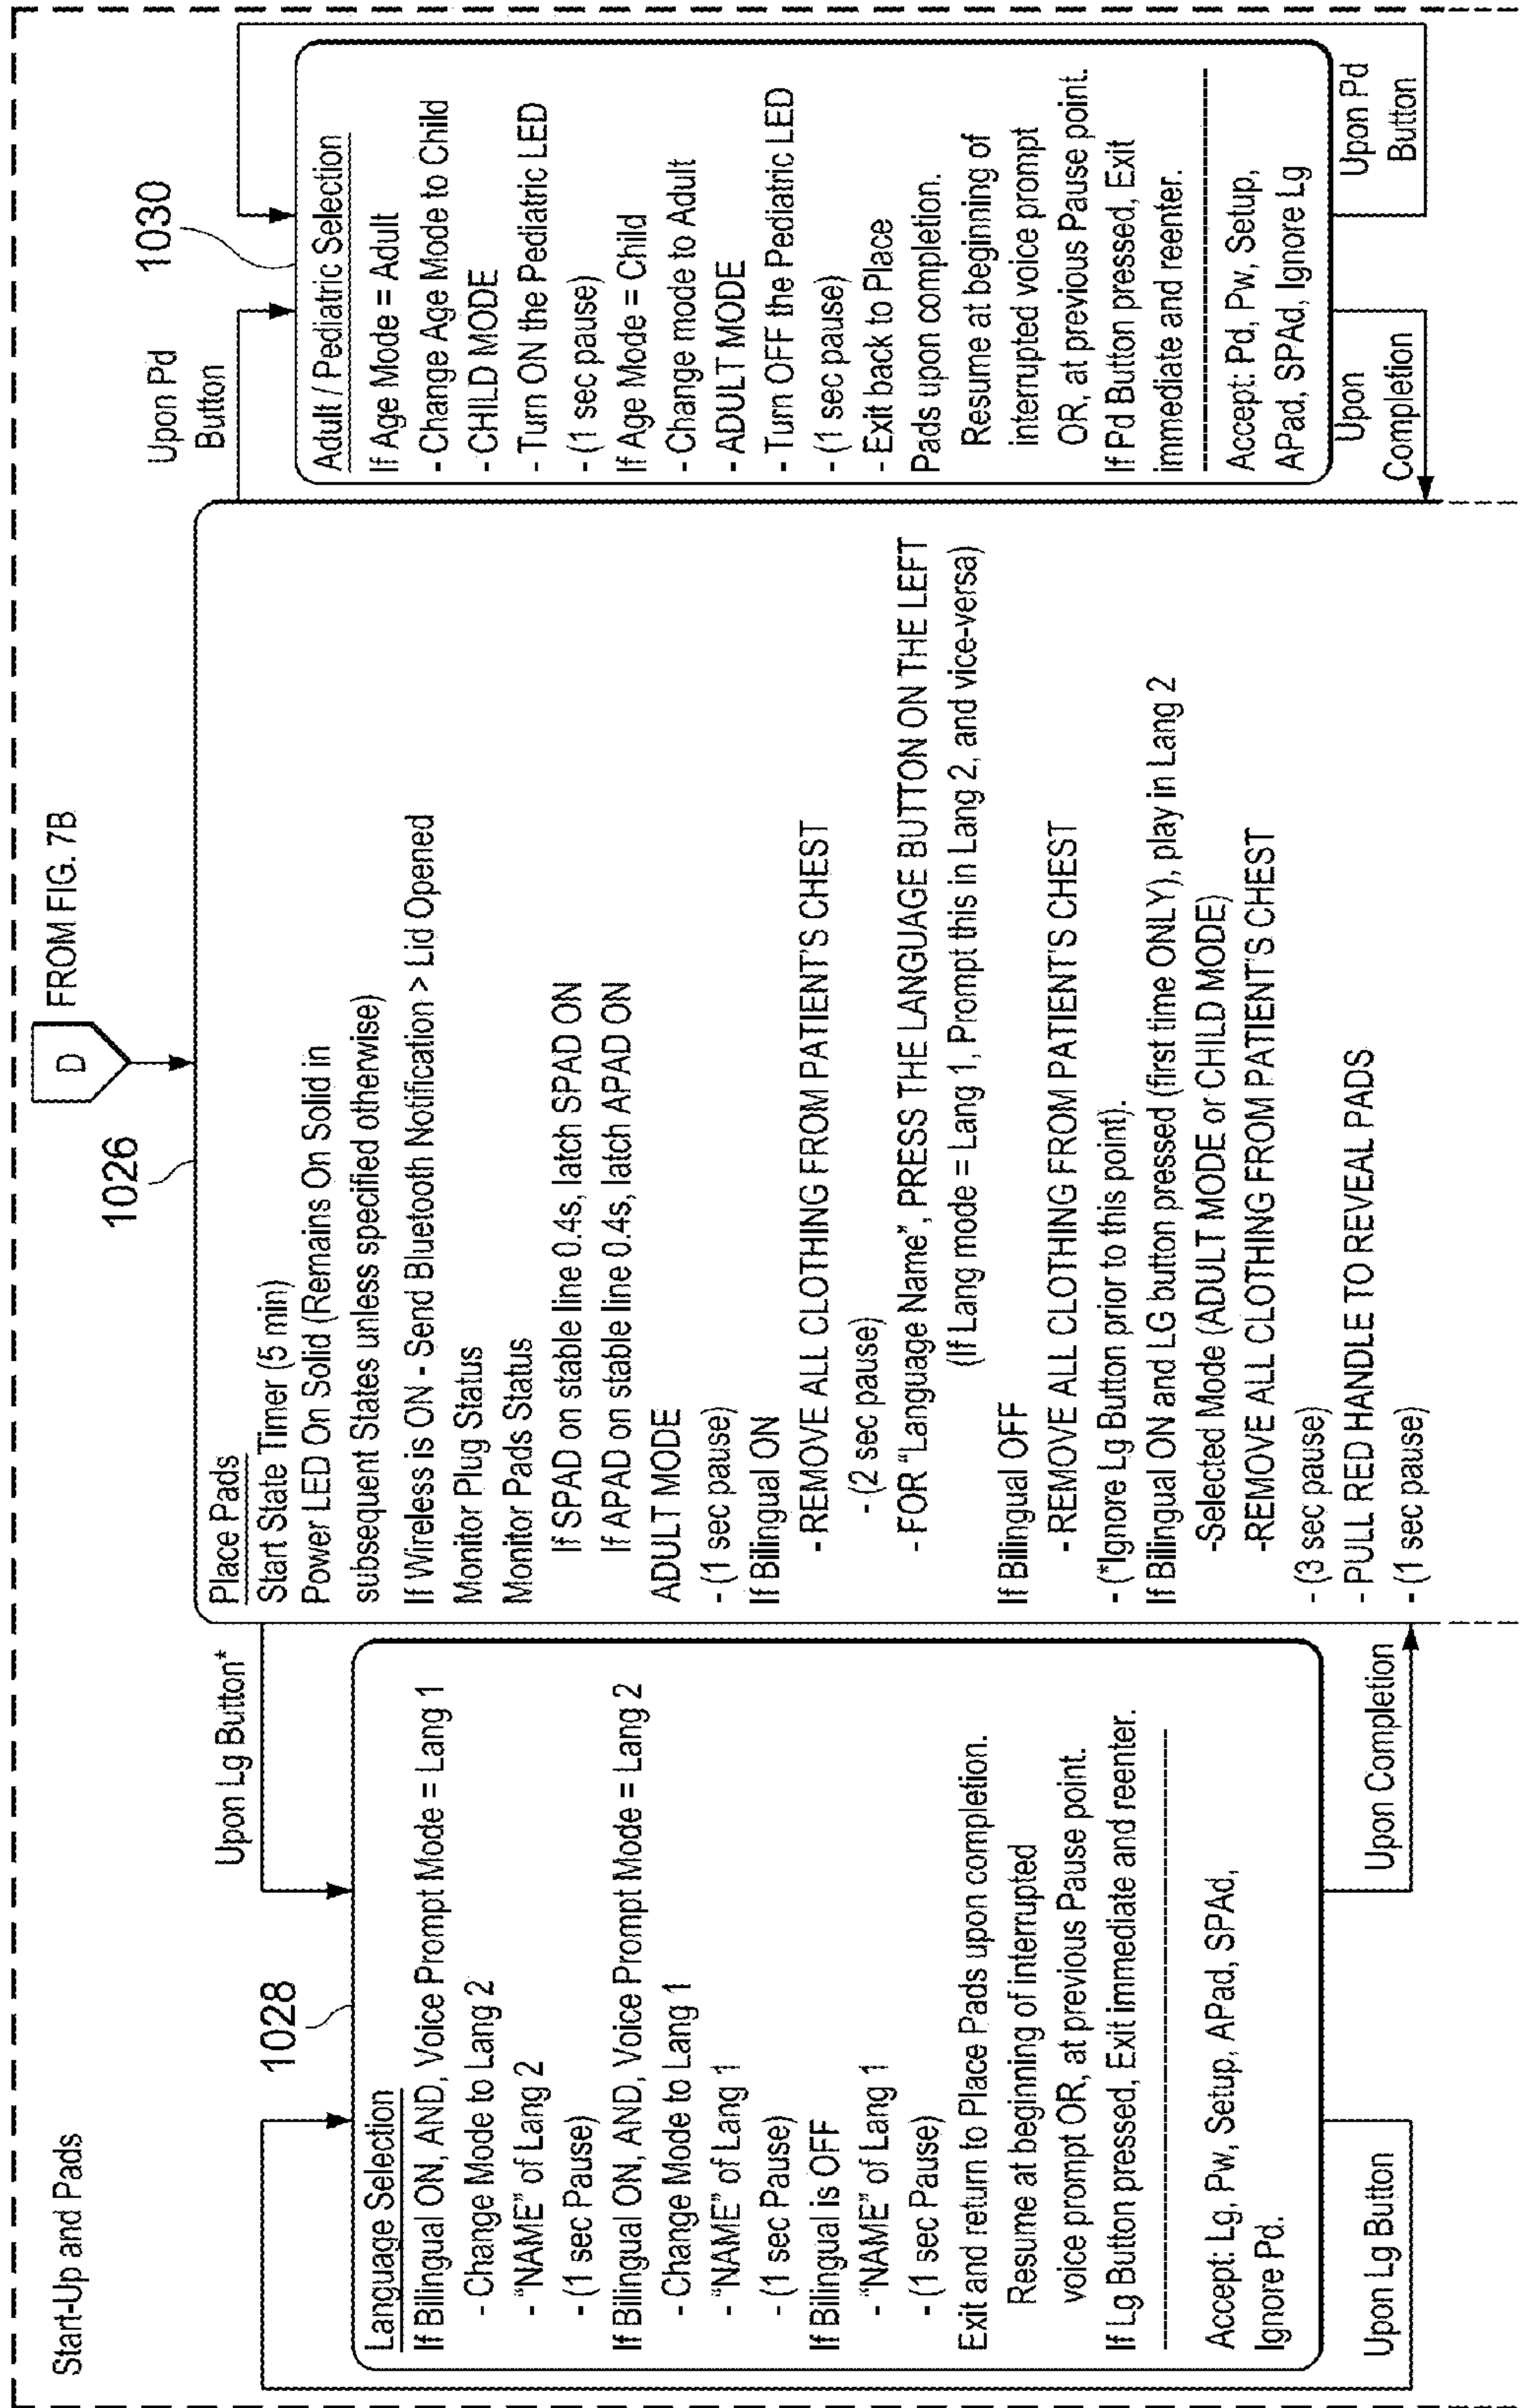 Start-Up and Pads
D
FROM FIG. 7B
1026
Upon Lg Button*
1028
Language Selection
If Bilingual ON, AND, Voice Prompt Mode = Lang 1
- Change Mode to Lang 2
- “NAME” of Lang 2
- (1 sec Pause)
If Bilingual ON, AND, Voice Prompt Mode = Lang 2
- Change Mode to Lang 1
- “NAME” of Lang 1
- (1 sec Pause)
If Bilingual is OFF
- “NAME” of Lang 1
- (1 sec Pause)
Exit and return to Place Pads upon completion.
Resume at beginning of interrupted
voice prompt OR, at previous Pause point.
If Lg Button pressed, Exit immediate and reenter.
Accept: Lg, Pw, Setup, APad, SPAd,
Ignore Pd.
Upon Lg Button
Upon Completion
Place Pads
Start State Timer (5 min)
Power LED On Solid (Remains On Solid in
subsequent States unless specified otherwise)
If Wireless is ON - Send Bluetooth Notification > Lid Opened
Monitor Plug Status
Monitor Pads Status
If SPAD on stable line 0.4s, latch SPAD ON
If APAD on stable line 0.4s, latch APAD ON
ADULT MODE
- (1 sec pause)
If Bilingual ON
- REMOVE ALL CLOTHING FROM PATIENT'S CHEST
- (2 sec pause)
- FOR “Language Name”, PRESS THE LANGUAGE BUTTON ON THE LEFT
(If Lang mode = Lang 1, Prompt this in Lang 2, and vice-versa)
If Bilingual OFF
- REMOVE ALL CLOTHING FROM PATIENT'S CHEST
- (*Ignore Lg Button prior to this point).
If Bilingual ON and LG button pressed (first time ONLY), play in Lang 2
-Selected Mode (ADULT MODE or CHILD MODE)
-REMOVE ALL CLOTHING FROM PATIENT'S CHEST
- (3 sec pause)
- PULL RED HANDLE TO REVEAL PADS
- (1 sec pause)
Upon Pd
Button
1030
Adult / Pediatric Selection
If Age Mode = Adult
- Change Age Mode to Child
- CHILD MODE
- Turn ON the Pediatric LED
- (1 sec pause)
If Age Mode = Child
- Change mode to Adult
- ADULT MODE
- Turn OFF the Pediatric LED
- (1 sec pause)
- Exit back to Place
Pads upon completion.
Resume at beginning of
interrupted voice prompt
OR, at previous Pause point.
If Pd Button pressed, Exit
immediate and reenter.
Accept: Pd, Pw, Setup,
APad, SPAd, Ignore Lg
Upon
Completion
Upon Pd
Button